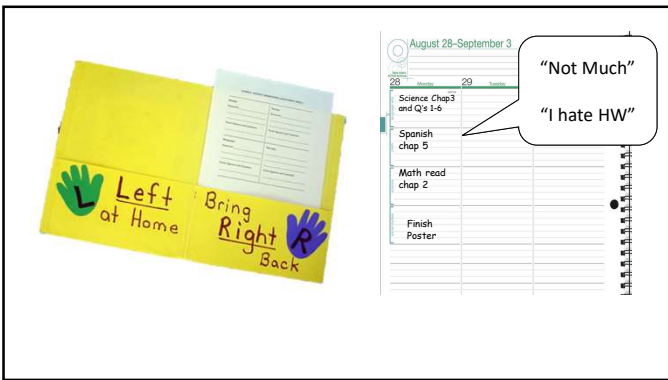 L
Left
at Home
Bring
Right
Back
R
August 28–September 3
28 Monday 29 Tuesday
Science Chap3
and Q's 1-6
Spanish
chap 5
Math read
chap 2
Finish
Poster
“Not Much”
“I hate HW”